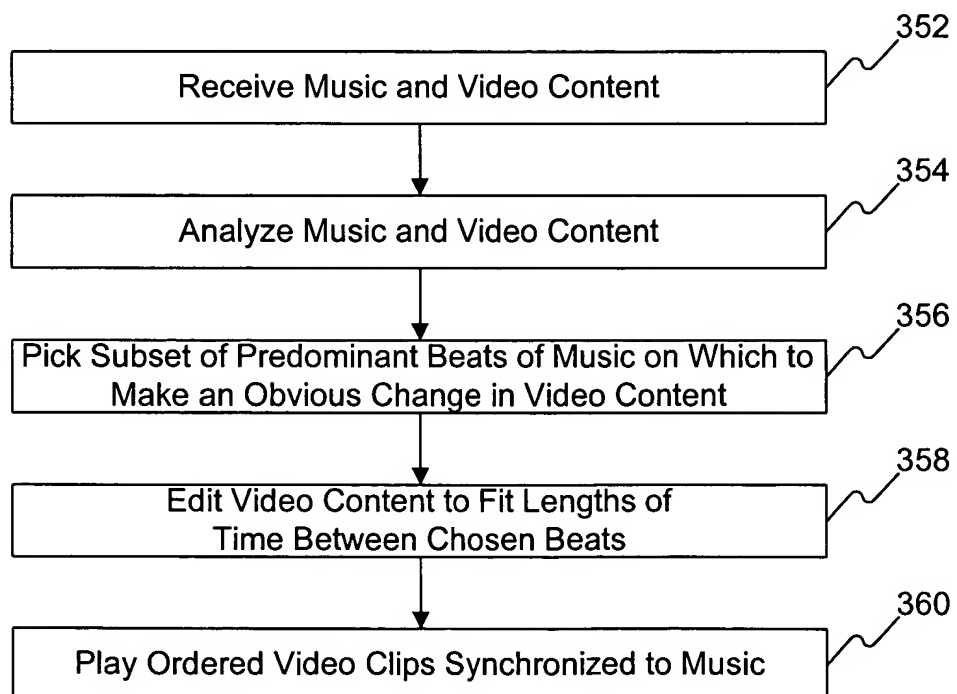 352
Receive Music and Video Content
354
Analyze Music and Video Content
356
Pick Subset of Predominant Beats of Music on Which to
Make an Obvious Change in Video Content
358
Edit Video Content to Fit Lengths of
Time Between Chosen Beats
360
Play Ordered Video Clips Synchronized to Music